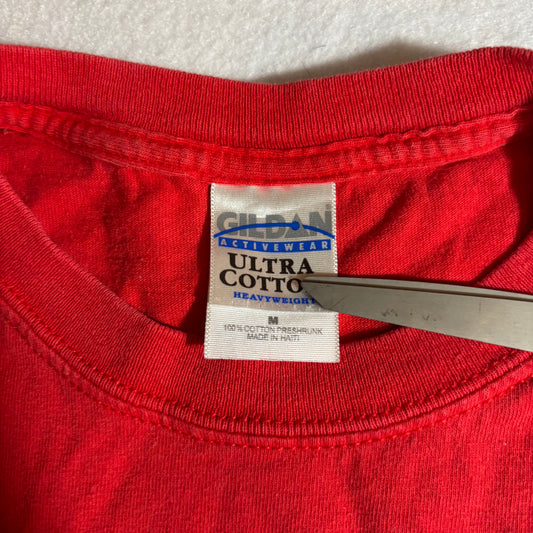 GILDAN
ACTIVEWEAR
ULTRA
COTTO
HEAVYWEIGHT
M
100% COTTON PRESHRUNK
MADE IN HAITI